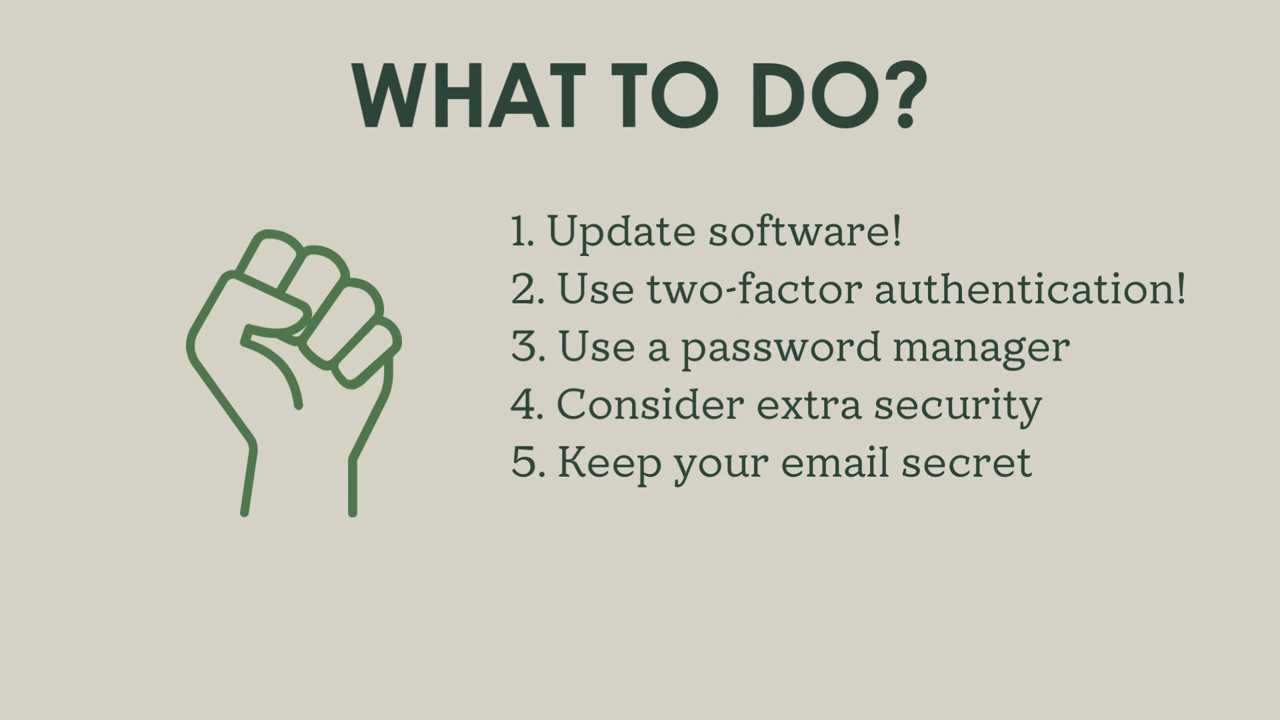 WHAT TO DO?
1. Update software!
2. Use two-factor authentication!
3. Use a password manager
4. Consider extra security
5. Keep your email secret